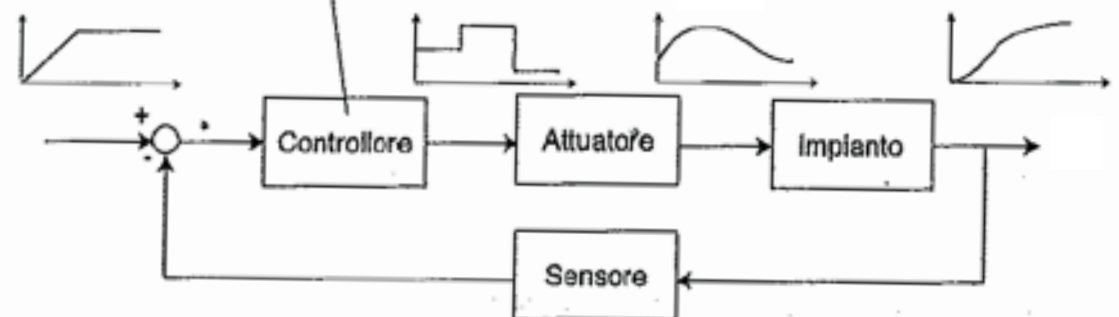 +
-
Controllore
Attuatore
Impianto
Sensore